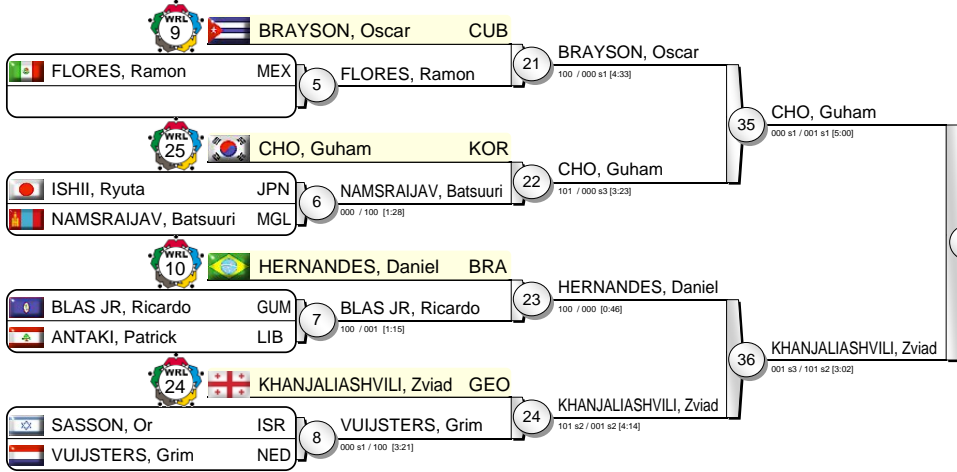 WRL
9
BRAYSON, Oscar CUB
FLORES, Ramon MEX
5
FLORES, Ramon
21
BRAYSON, Oscar
100 / 000 s1 [4:33]
WRL
25
CHO, Guham KOR
ISHII, Ryuta JPN
NAMSRAIJAV, Batsuuri MGL
6
NAMSRAIJAV, Batsuuri
000 / 100 [1:28]
22
CHO, Guham
101 / 000 s3 [3:23]
35
CHO, Guham
000 s1 / 001 s1 [5:00]
WRL
10
HERNANDES, Daniel BRA
BLAS JR, Ricardo GUM
ANTAKI, Patrick LIB
7
BLAS JR, Ricardo
100 / 001 [1:15]
23
HERNANDES, Daniel
100 / 000 [0:46]
WRL
24
KHANJALIASHVILI, Zviad GEO
SASSON, Or ISR
VUIJSTERS, Grim NED
8
VUIJSTERS, Grim
000 s1 / 100 [3:21]
24
KHANJALIASHVILI, Zviad
101 s2 / 001 s2 [4:14]
36
KHANJALIASHVILI, Zviad
001 s3 / 101 s2 [3:02]